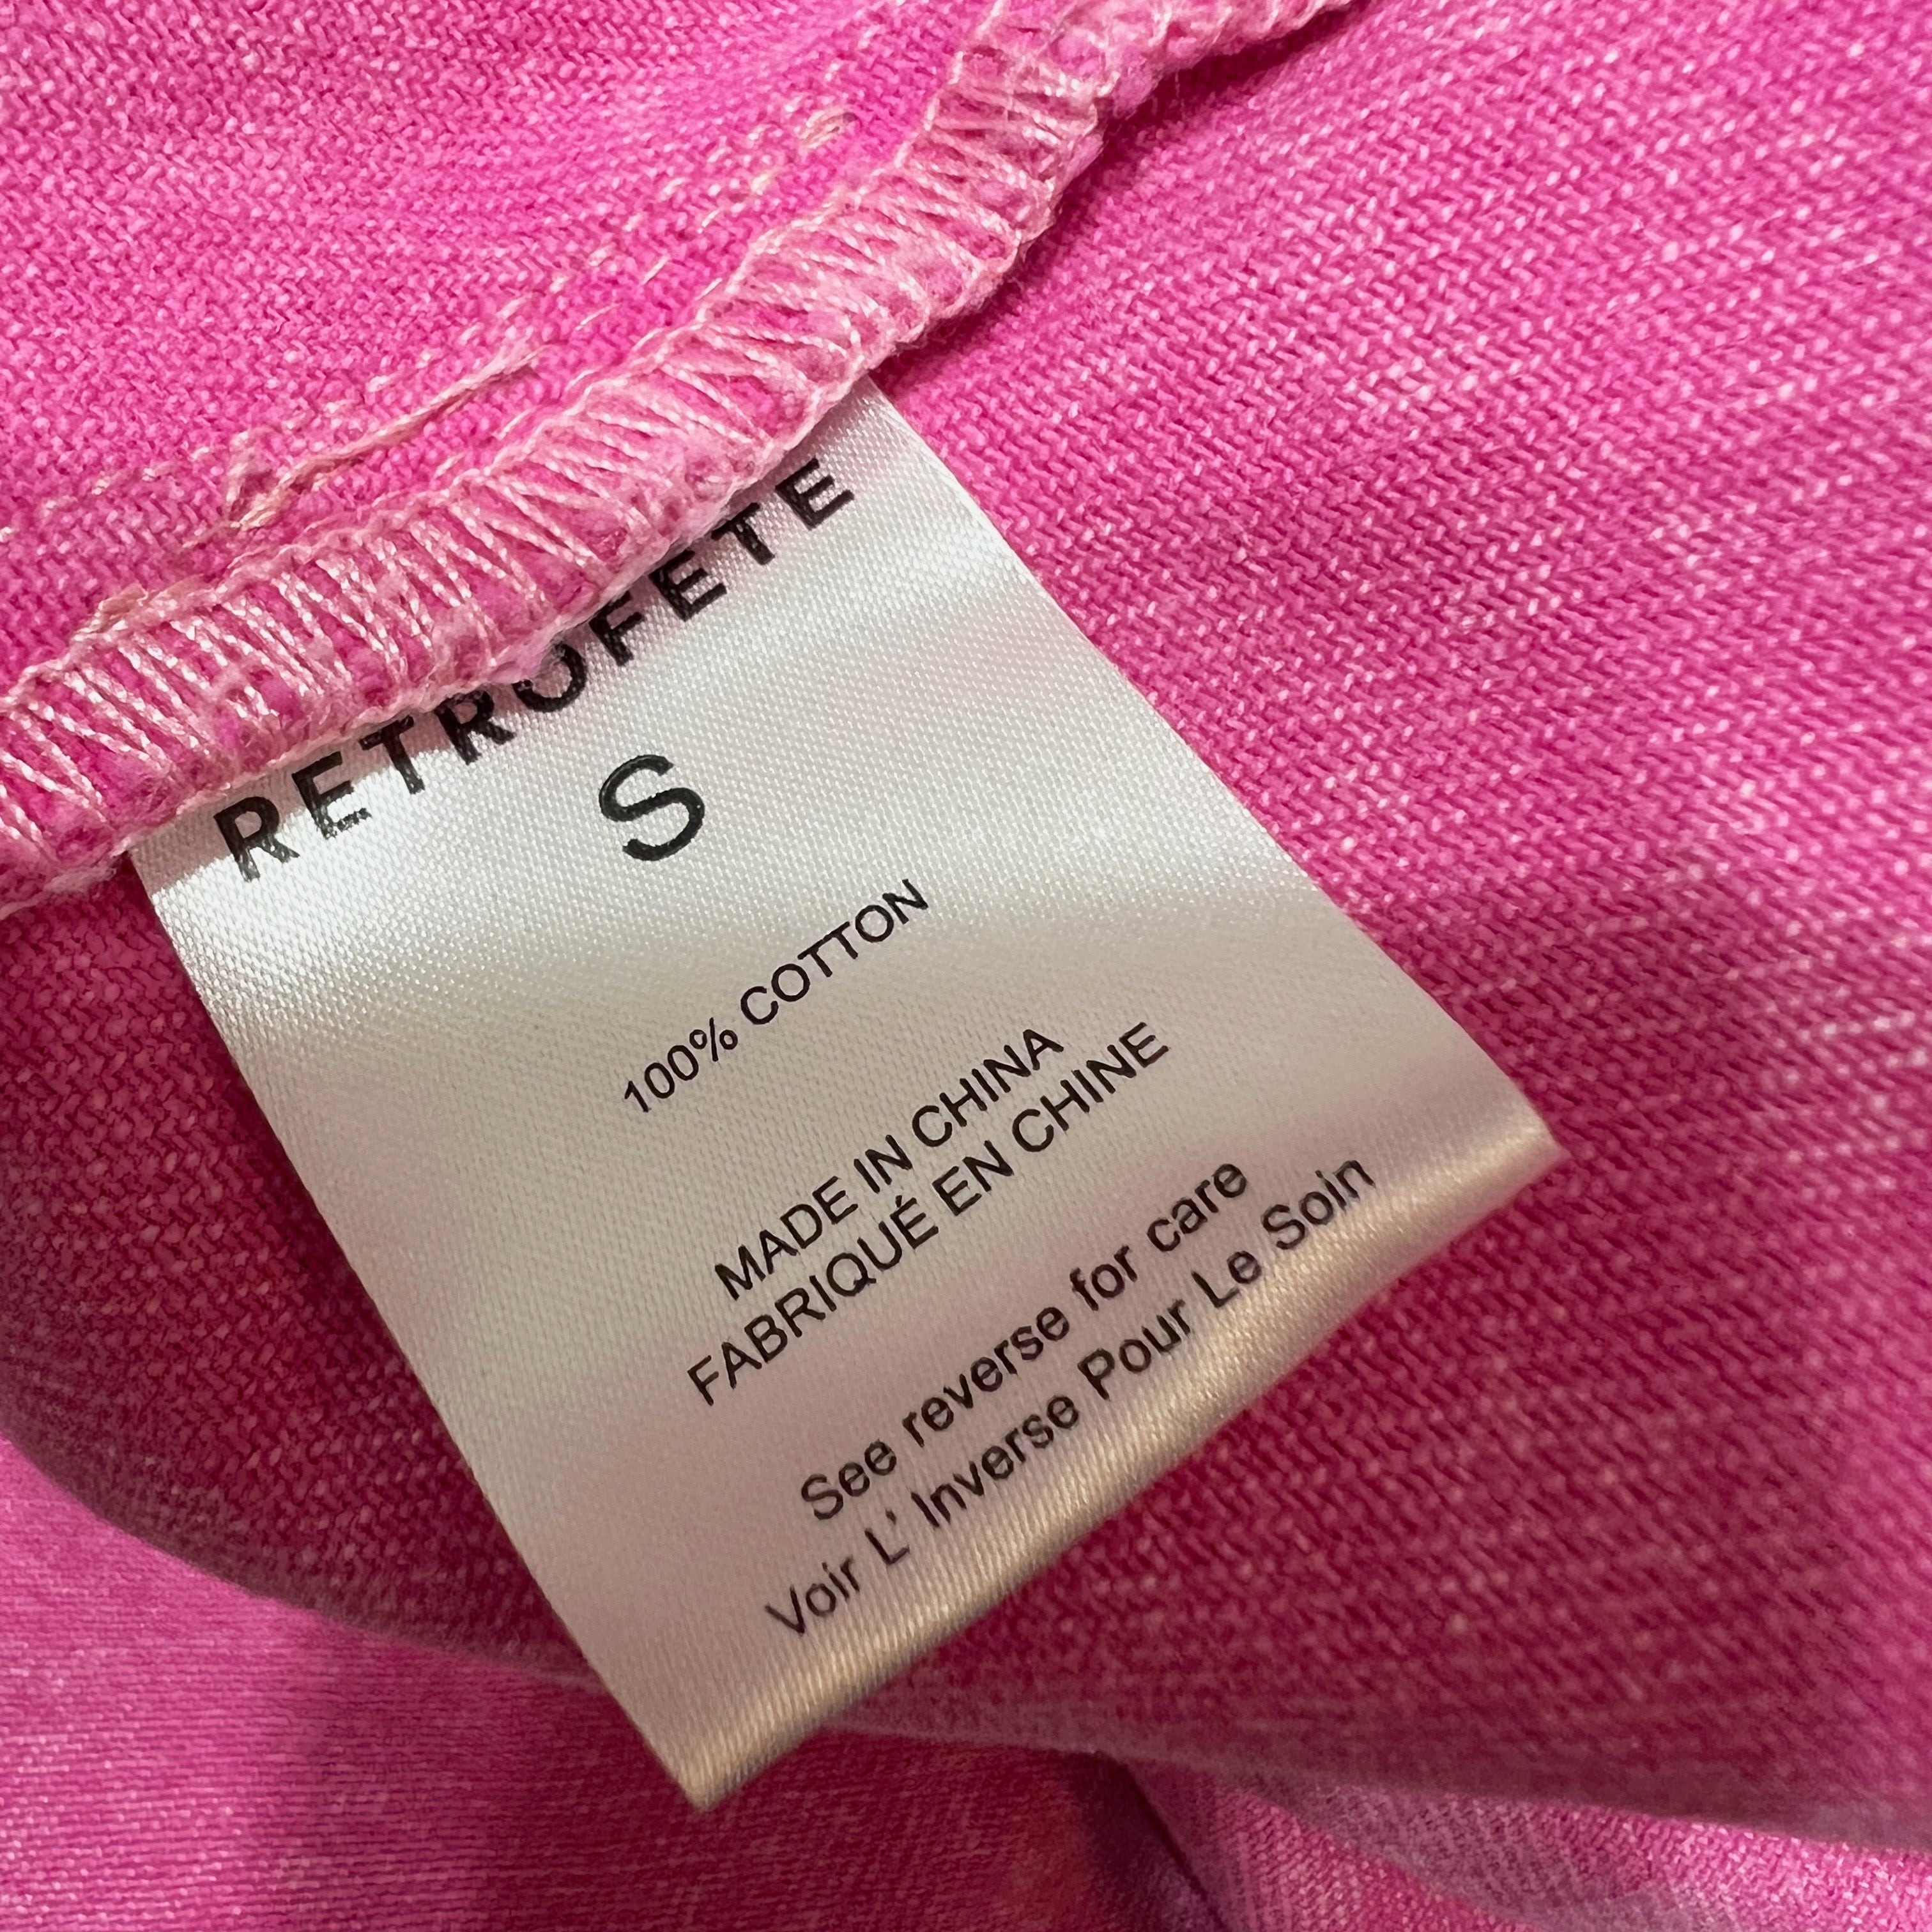 RETROFETE
S
100% COTTON
MADE IN CHINA
FABRIQUÉ EN CHINE
See reverse for care
Voir L' Inverse Pour Le Soin